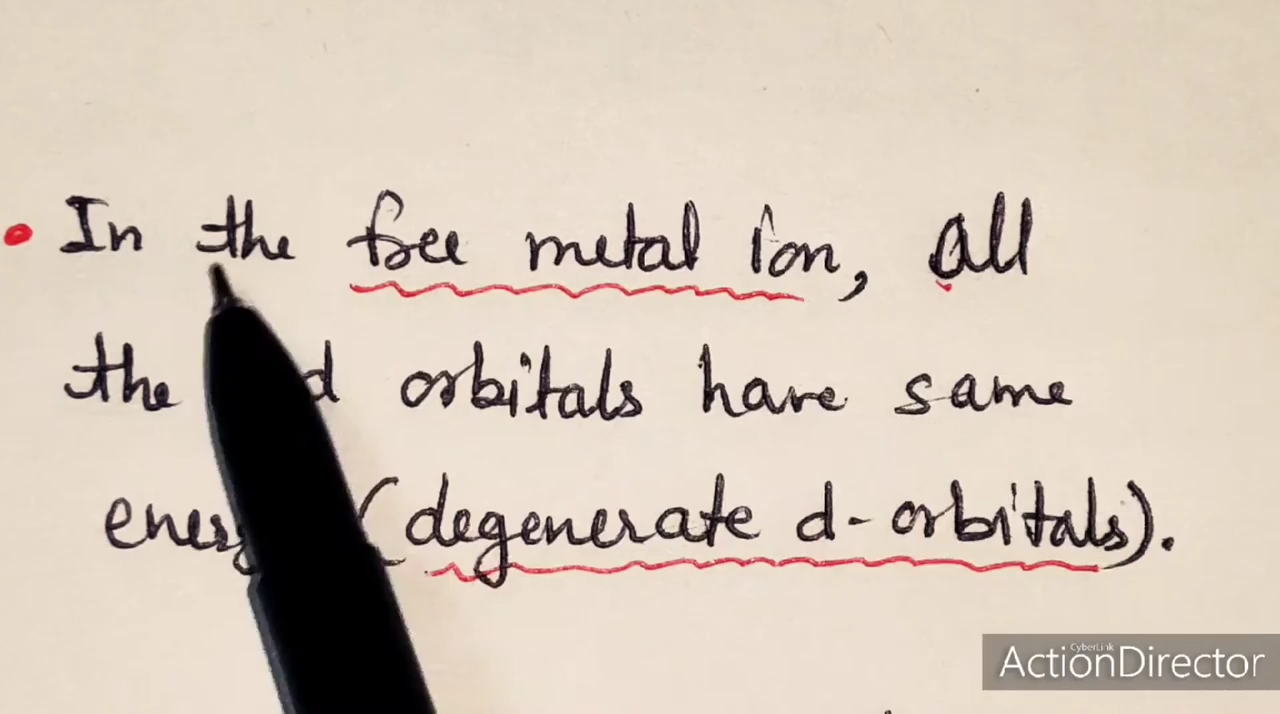 In the free metal ion, all
the d orbitals have same
(degenerate d-orbitals).
CyberLink
ActionDirector